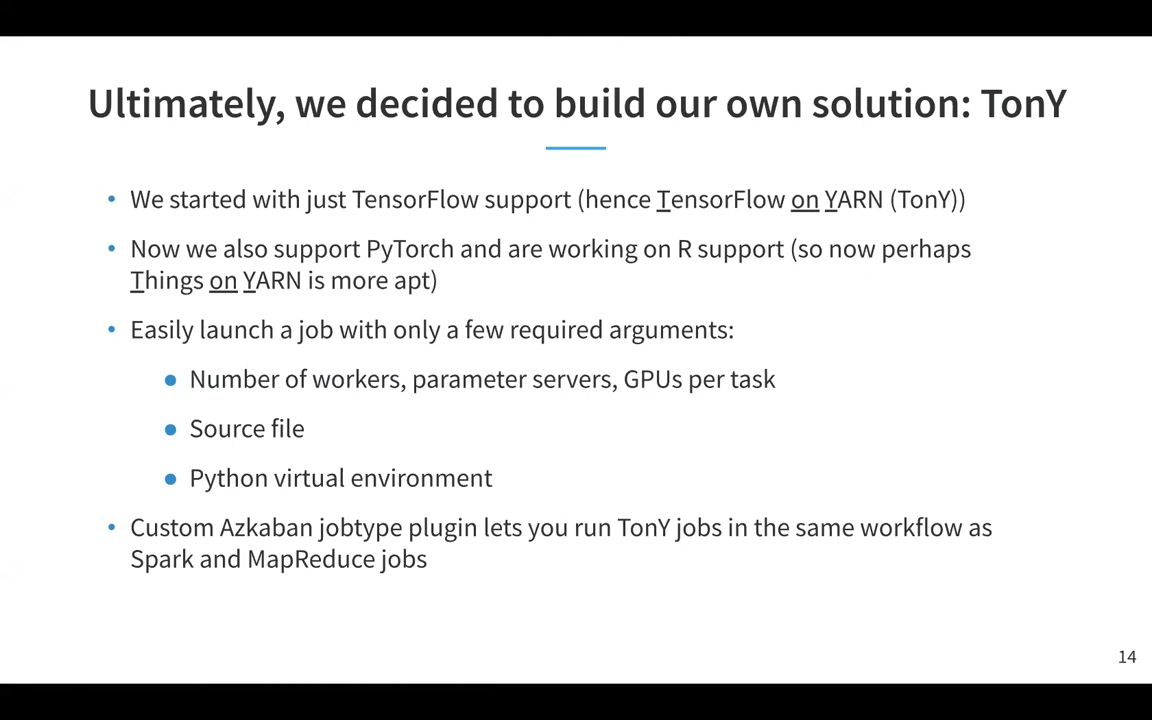 Ultimately, we decided to build our own solution: TonY
• We started with just TensorFlow support (hence TensorFlow on YARN (TonY))
• Now we also support PyTorch and are working on R support (so now perhaps
Things on YARN is more apt)
• Easily launch a job with only a few required arguments:
● Number of workers, parameter servers, GPUs per task
● Source file
● Python virtual environment
• Custom Azkaban jobtype plugin lets you run TonY jobs in the same workflow as
Spark and MapReduce jobs
14